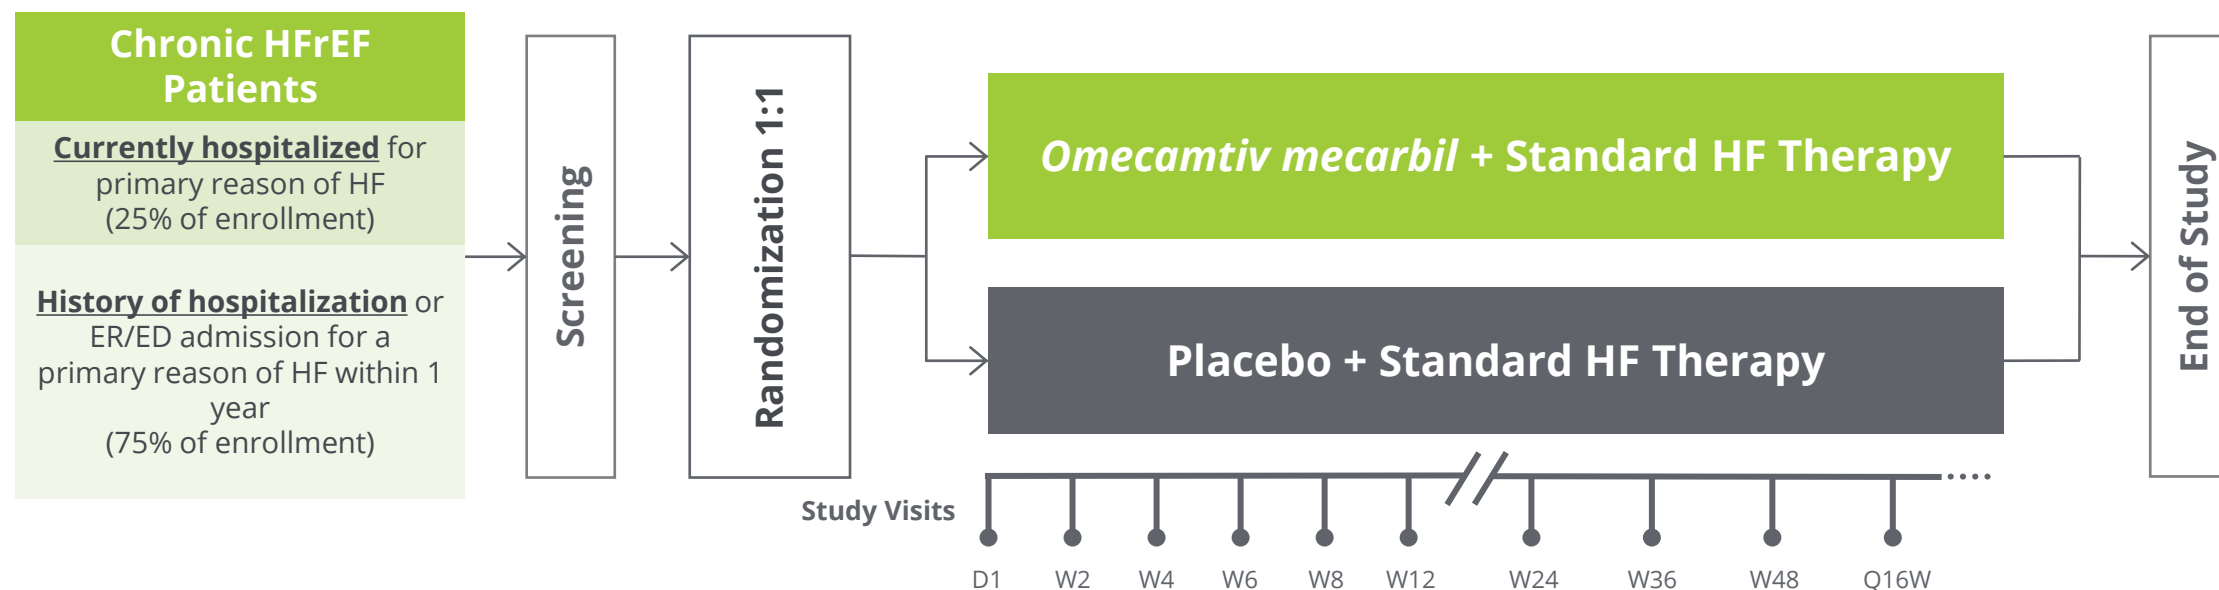 Chronic HFrEF
Patients
Currently hospitalized for
primary reason of HF
(25% of enrollment)
History of hospitalization or
ER/ED admission for a
primary reason of HF within 1
year
(75% of enrollment)
Screening
Randomization 1:1
Omecamtiv mecarbil + Standard HF Therapy
Placebo + Standard HF Therapy
End of Study
Study Visits
D1 W2 W4 W6 W8 W12 W24 W36 W48 Q16W